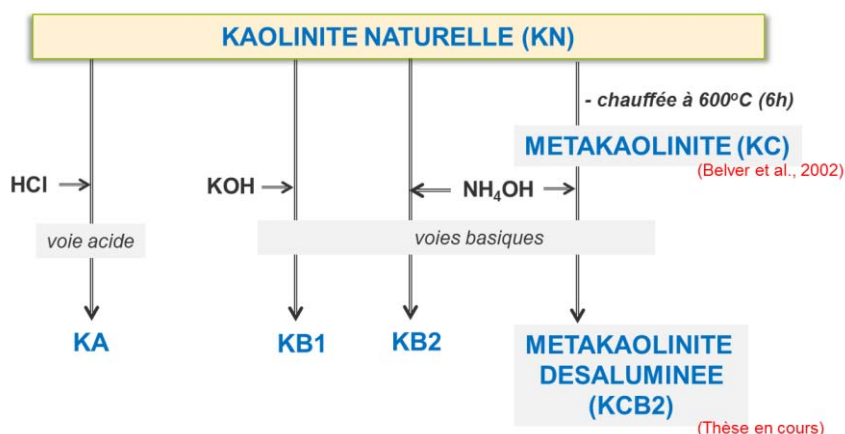 KAOLINITE NATURELLE (KN)
- chauffée à 600°C (6h)
METAKAOLINITE (KC)
(Belver et al., 2002)
HCl
KOH
NH₄OH
voie acide
voies basiques
KA
KB1
KB2
METAKAOLINITE
DESALUMINEE
(KCB2)
(Thèse en cours)